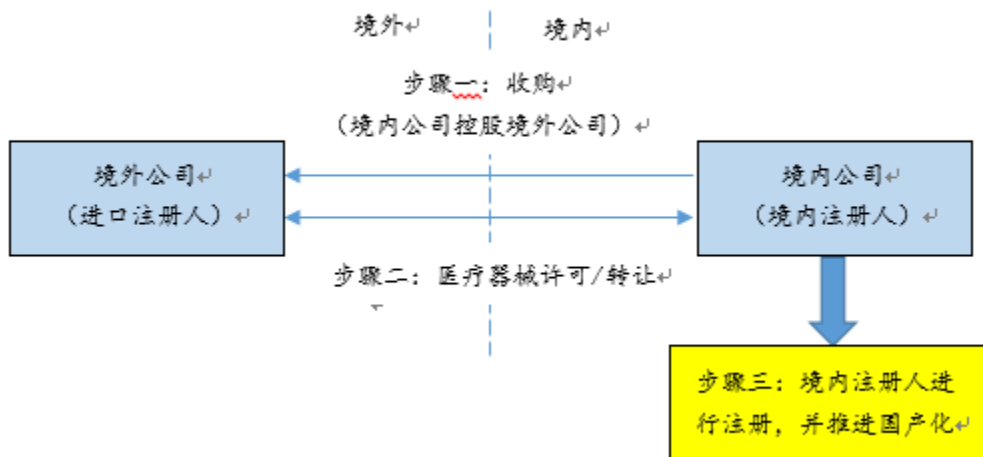 境外 境内
步骤一：收购
（境内公司控股境外公司）
境外公司
（进口注册人）
境内公司
（境内注册人）
步骤二：医疗器械许可/转让
步骤三：境内注册人进
行注册，并推进国产化